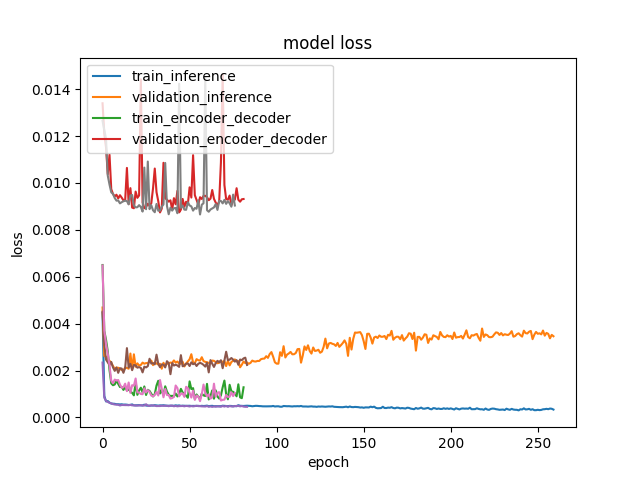 model loss
train_inference
validation_inference
train_encoder_decoder
validation_encoder_decoder
0.014
0.012
0.010
0.008
0.006
0.004
0.002
0.000
loss
0 50 100 150 200 250
epoch